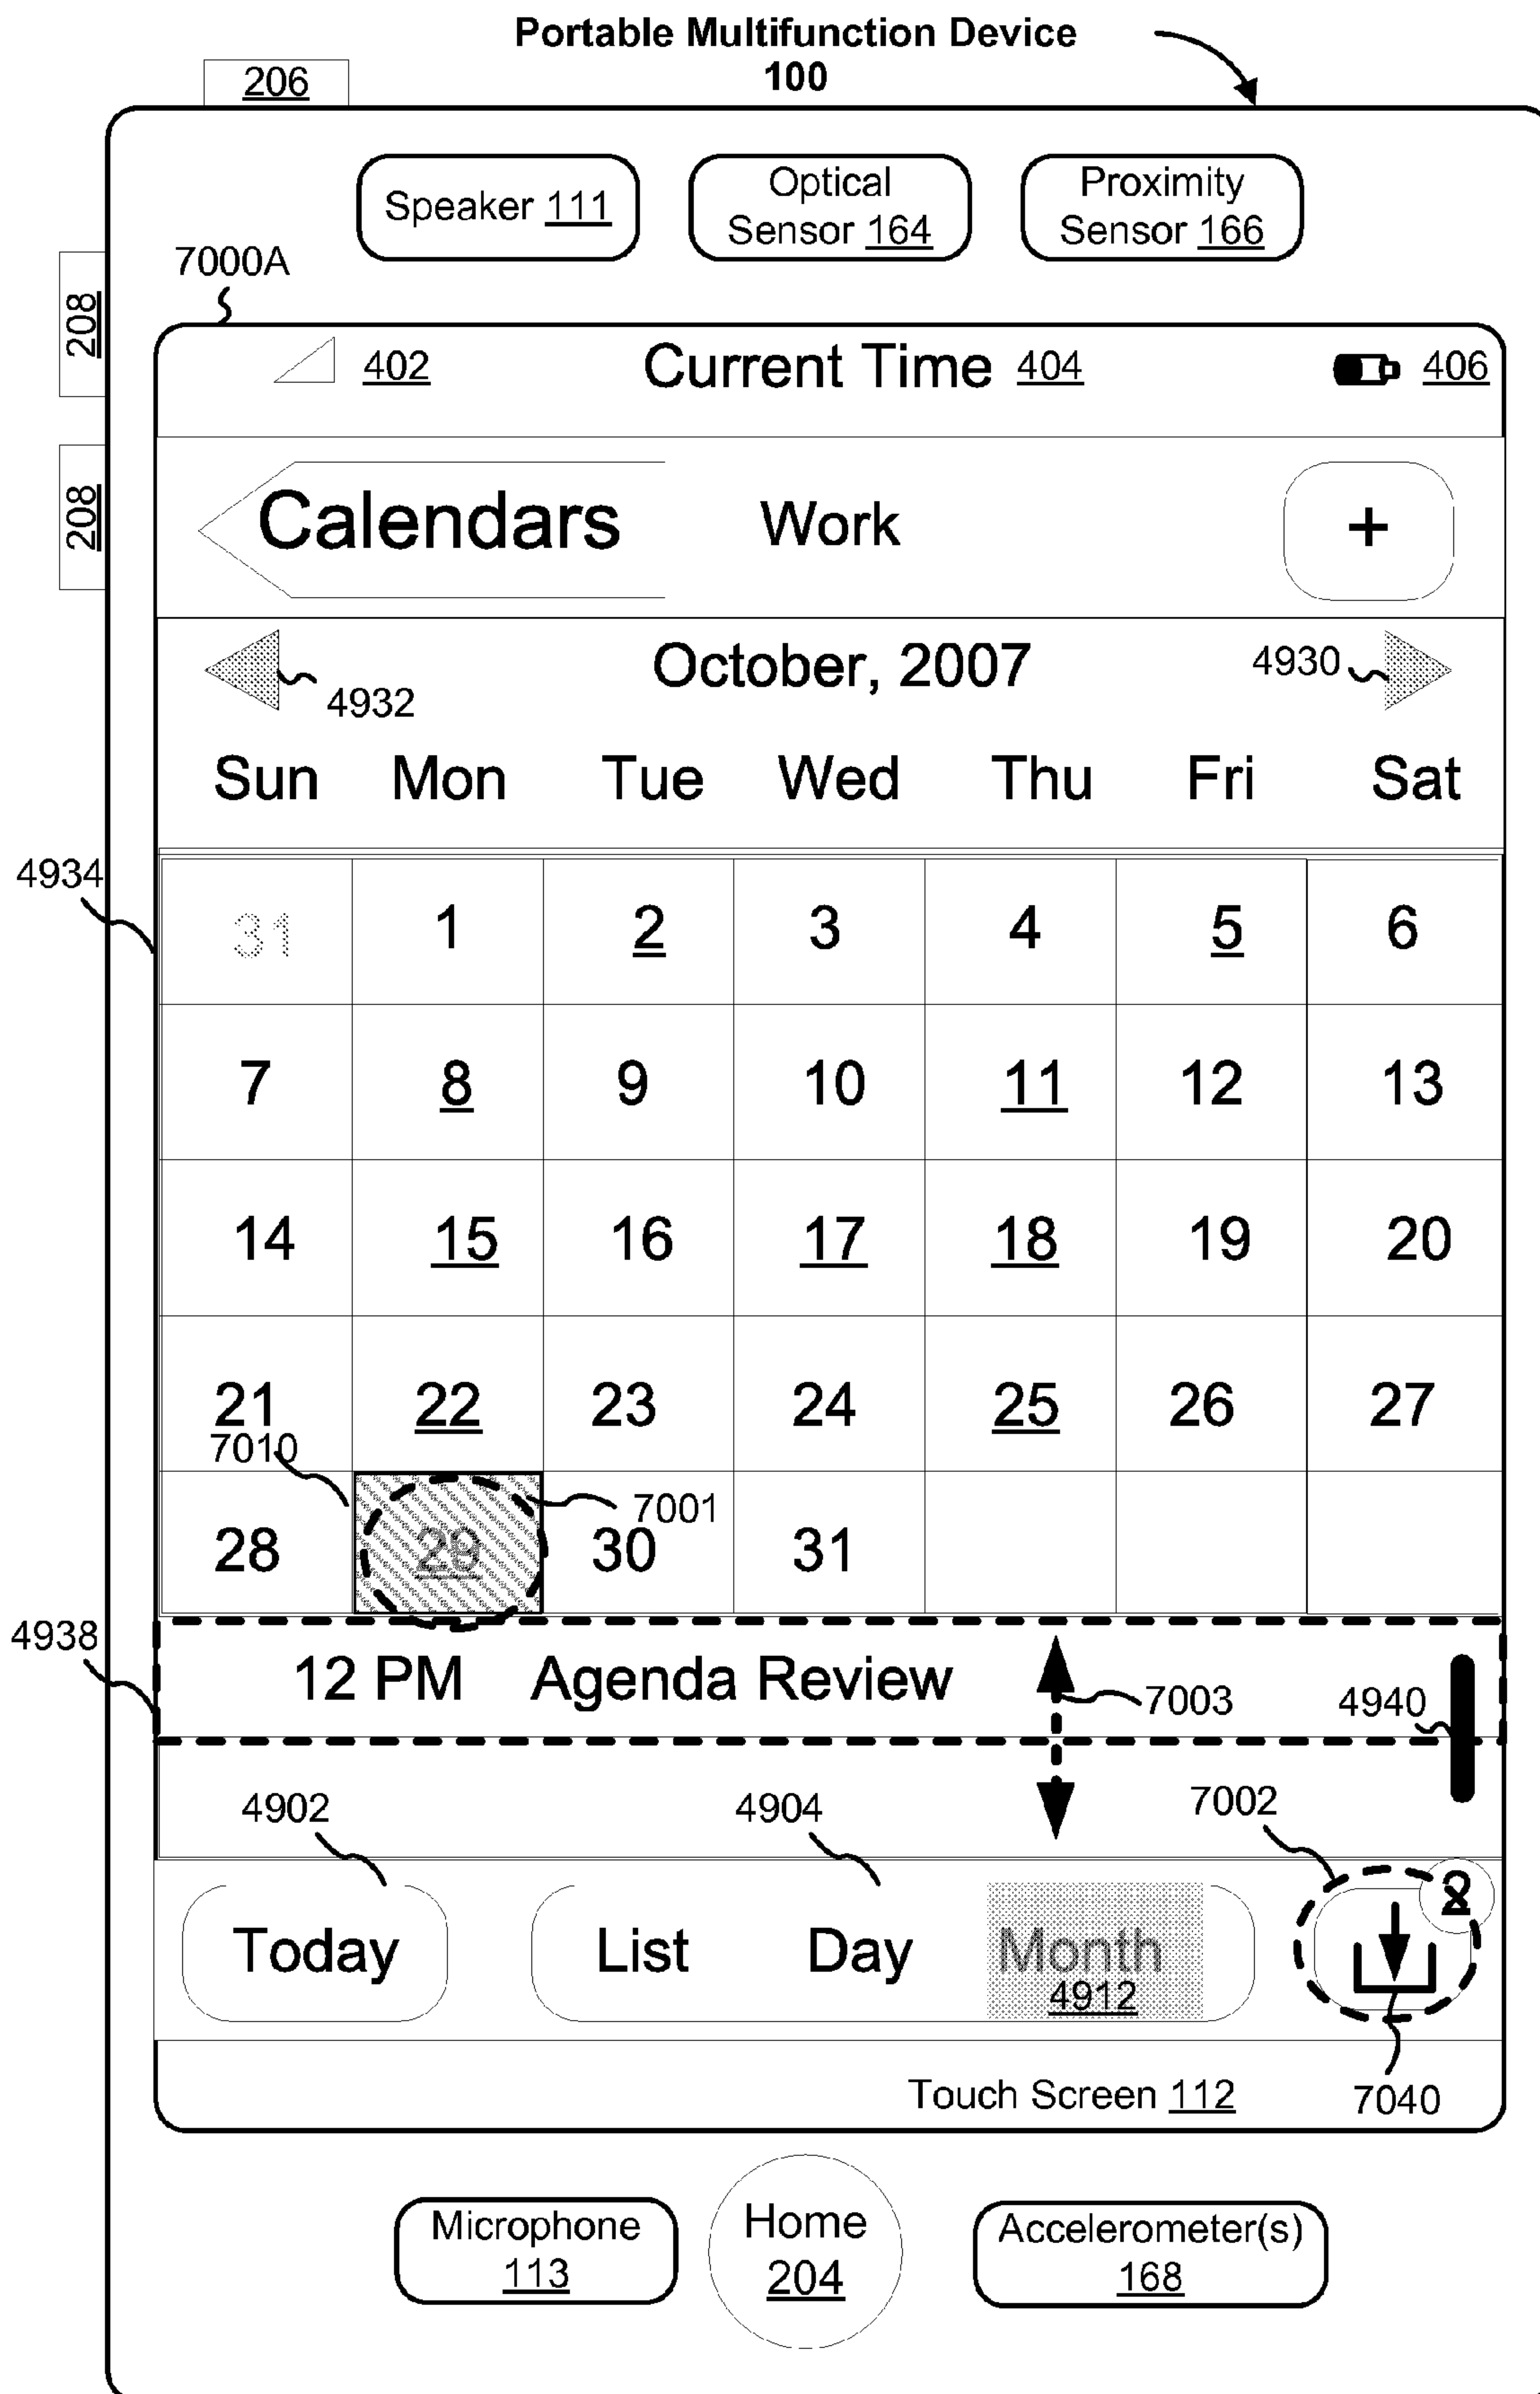 Portable Multifunction Device
100
206
Speaker 111
Optical
Sensor 164
Proximity
Sensor 166
7000A
208
402
Current Time 404
406
208
Calendars
Work
+
October, 2007
4932
4930
Sun Mon Tue Wed Thu Fri Sat
4934
31 1 2 3 4 5 6
7 8 9 10 11 12 13
14 15 16 17 18 19 20
21 22 23 24 25 26 27
7010
7001
28 29 30 31
4938
12 PM Agenda Review
7003
4940
4902
4904
7002
2
Today
List Day Month
4912
Touch Screen 112
7040
Microphone
113
Home
204
Accelerometer(s)
168